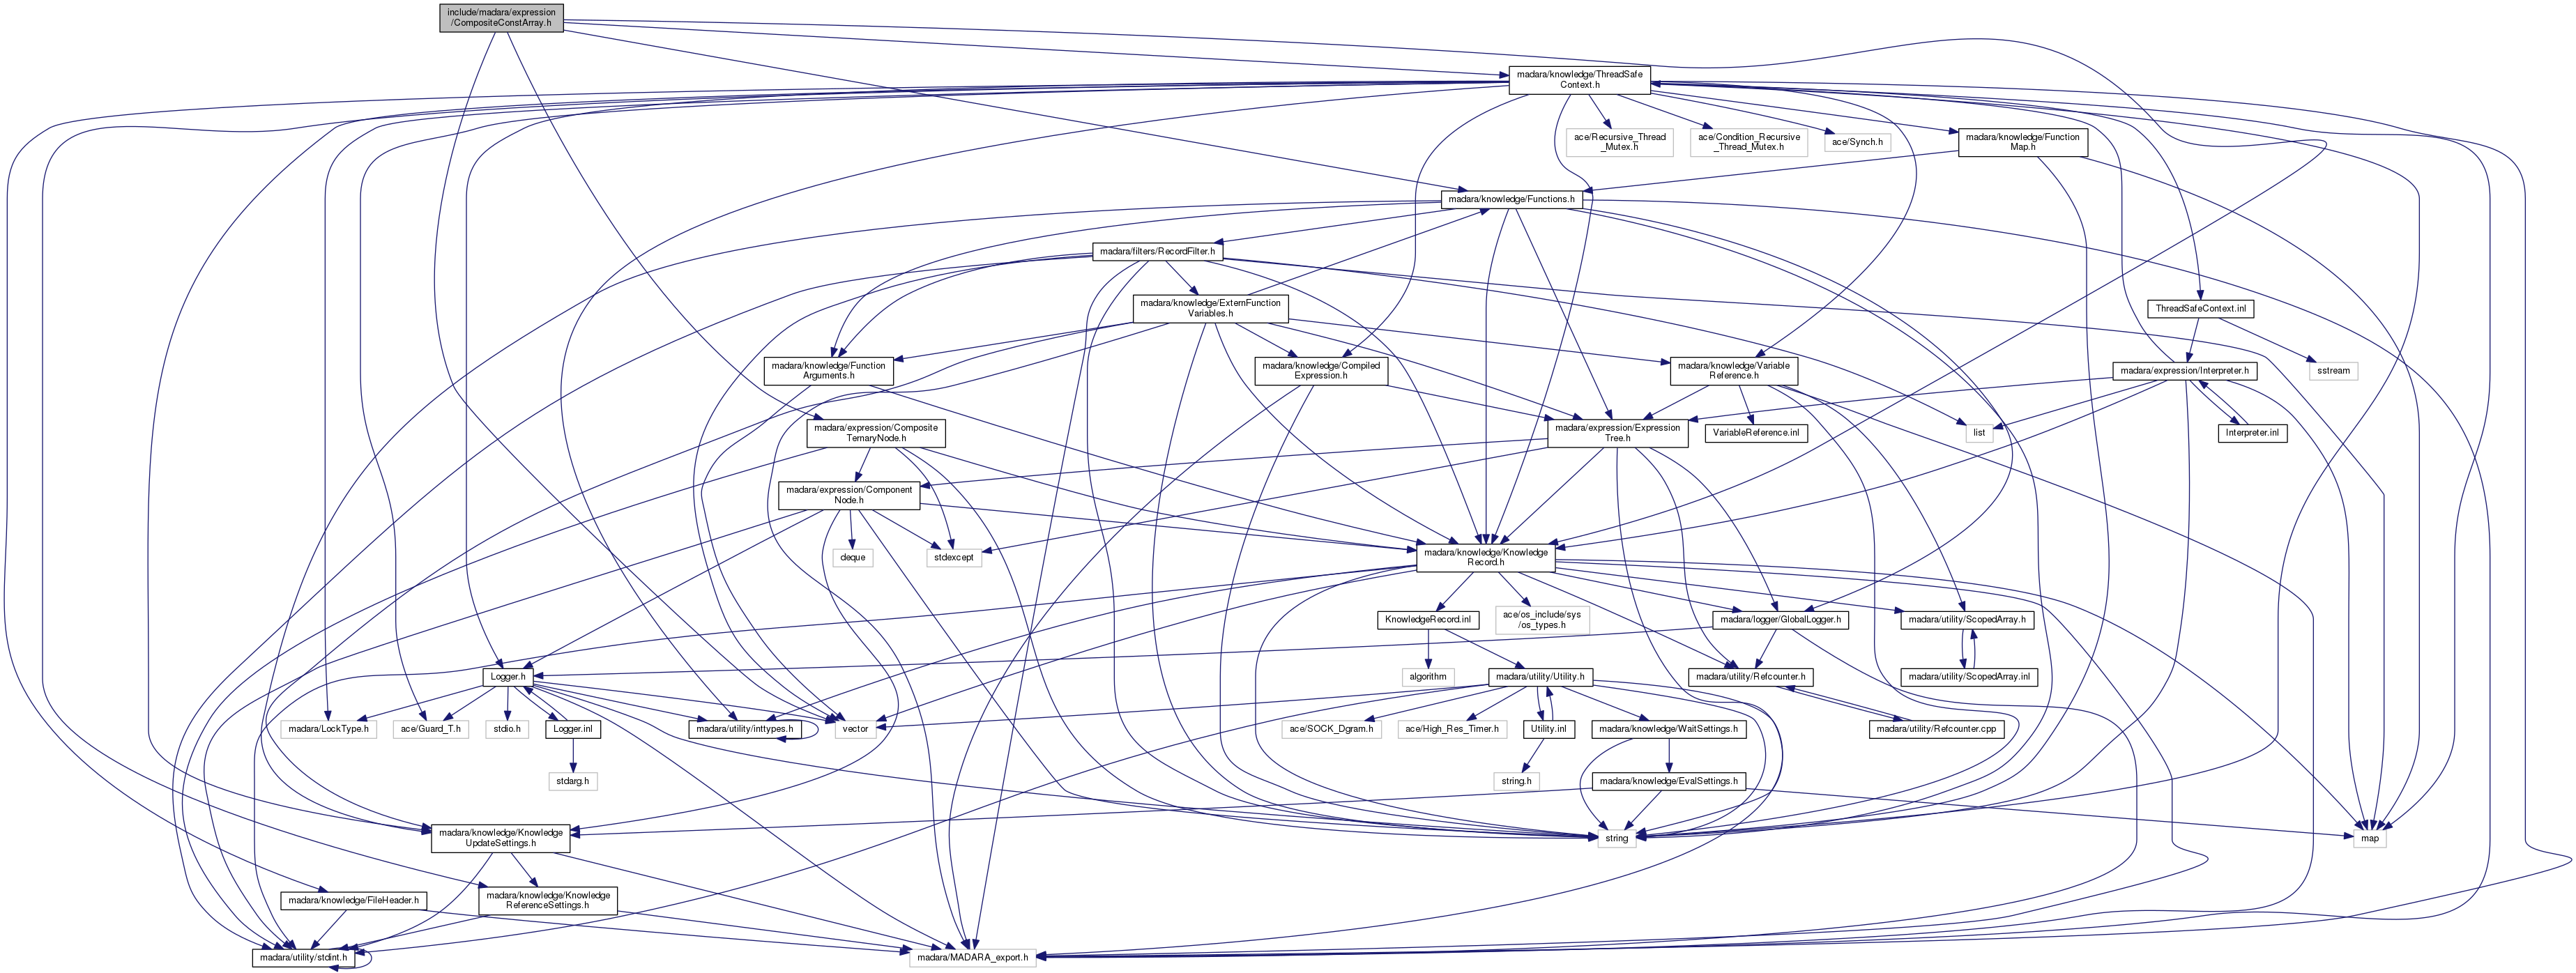 include/madara/expression
/CompositeConstArray.h
madara/knowledge/ThreadSafe
Context.h
ace/Recursive_Thread
_Mutex.h
ace/Condition_Recursive
_Thread_Mutex.h
ace/Synch.h
madara/knowledge/Function
Map.h
madara/knowledge/Functions.h
madara/filters/RecordFilter.h
madara/knowledge/ExternFunction
Variables.h
ThreadSafeContext.inl
madara/knowledge/Function
Arguments.h
madara/knowledge/Compiled
Expression.h
madara/knowledge/Variable
Reference.h
madara/expression/Interpreter.h
sstream
madara/expression/Composite
TernaryNode.h
madara/expression/Expression
Tree.h
VariableReference.inl
list
Interpreter.inl
madara/expression/Component
Node.h
deque
stdexcept
madara/knowledge/Knowledge
Record.h
KnowledgeRecord.inl
ace/os_include/sys
/os_types.h
madara/logger/GlobalLogger.h
madara/utility/ScopedArray.h
Logger.h
algorithm
madara/utility/Utility.h
madara/utility/Refcounter.h
madara/utility/ScopedArray.inl
madara/LockType.h
ace/Guard_T.h
stdio.h
Logger.inl
madara/utility/inttypes.h
vector
ace/SOCK_Dgram.h
ace/High_Res_Timer.h
Utility.inl
madara/knowledge/WaitSettings.h
madara/utility/Refcounter.cpp
stdarg.h
string.h
madara/knowledge/EvalSettings.h
madara/knowledge/Knowledge
UpdateSettings.h
string
map
madara/knowledge/FileHeader.h
madara/knowledge/Knowledge
ReferenceSettings.h
madara/utility/stdint.h
madara/MADARA_export.h